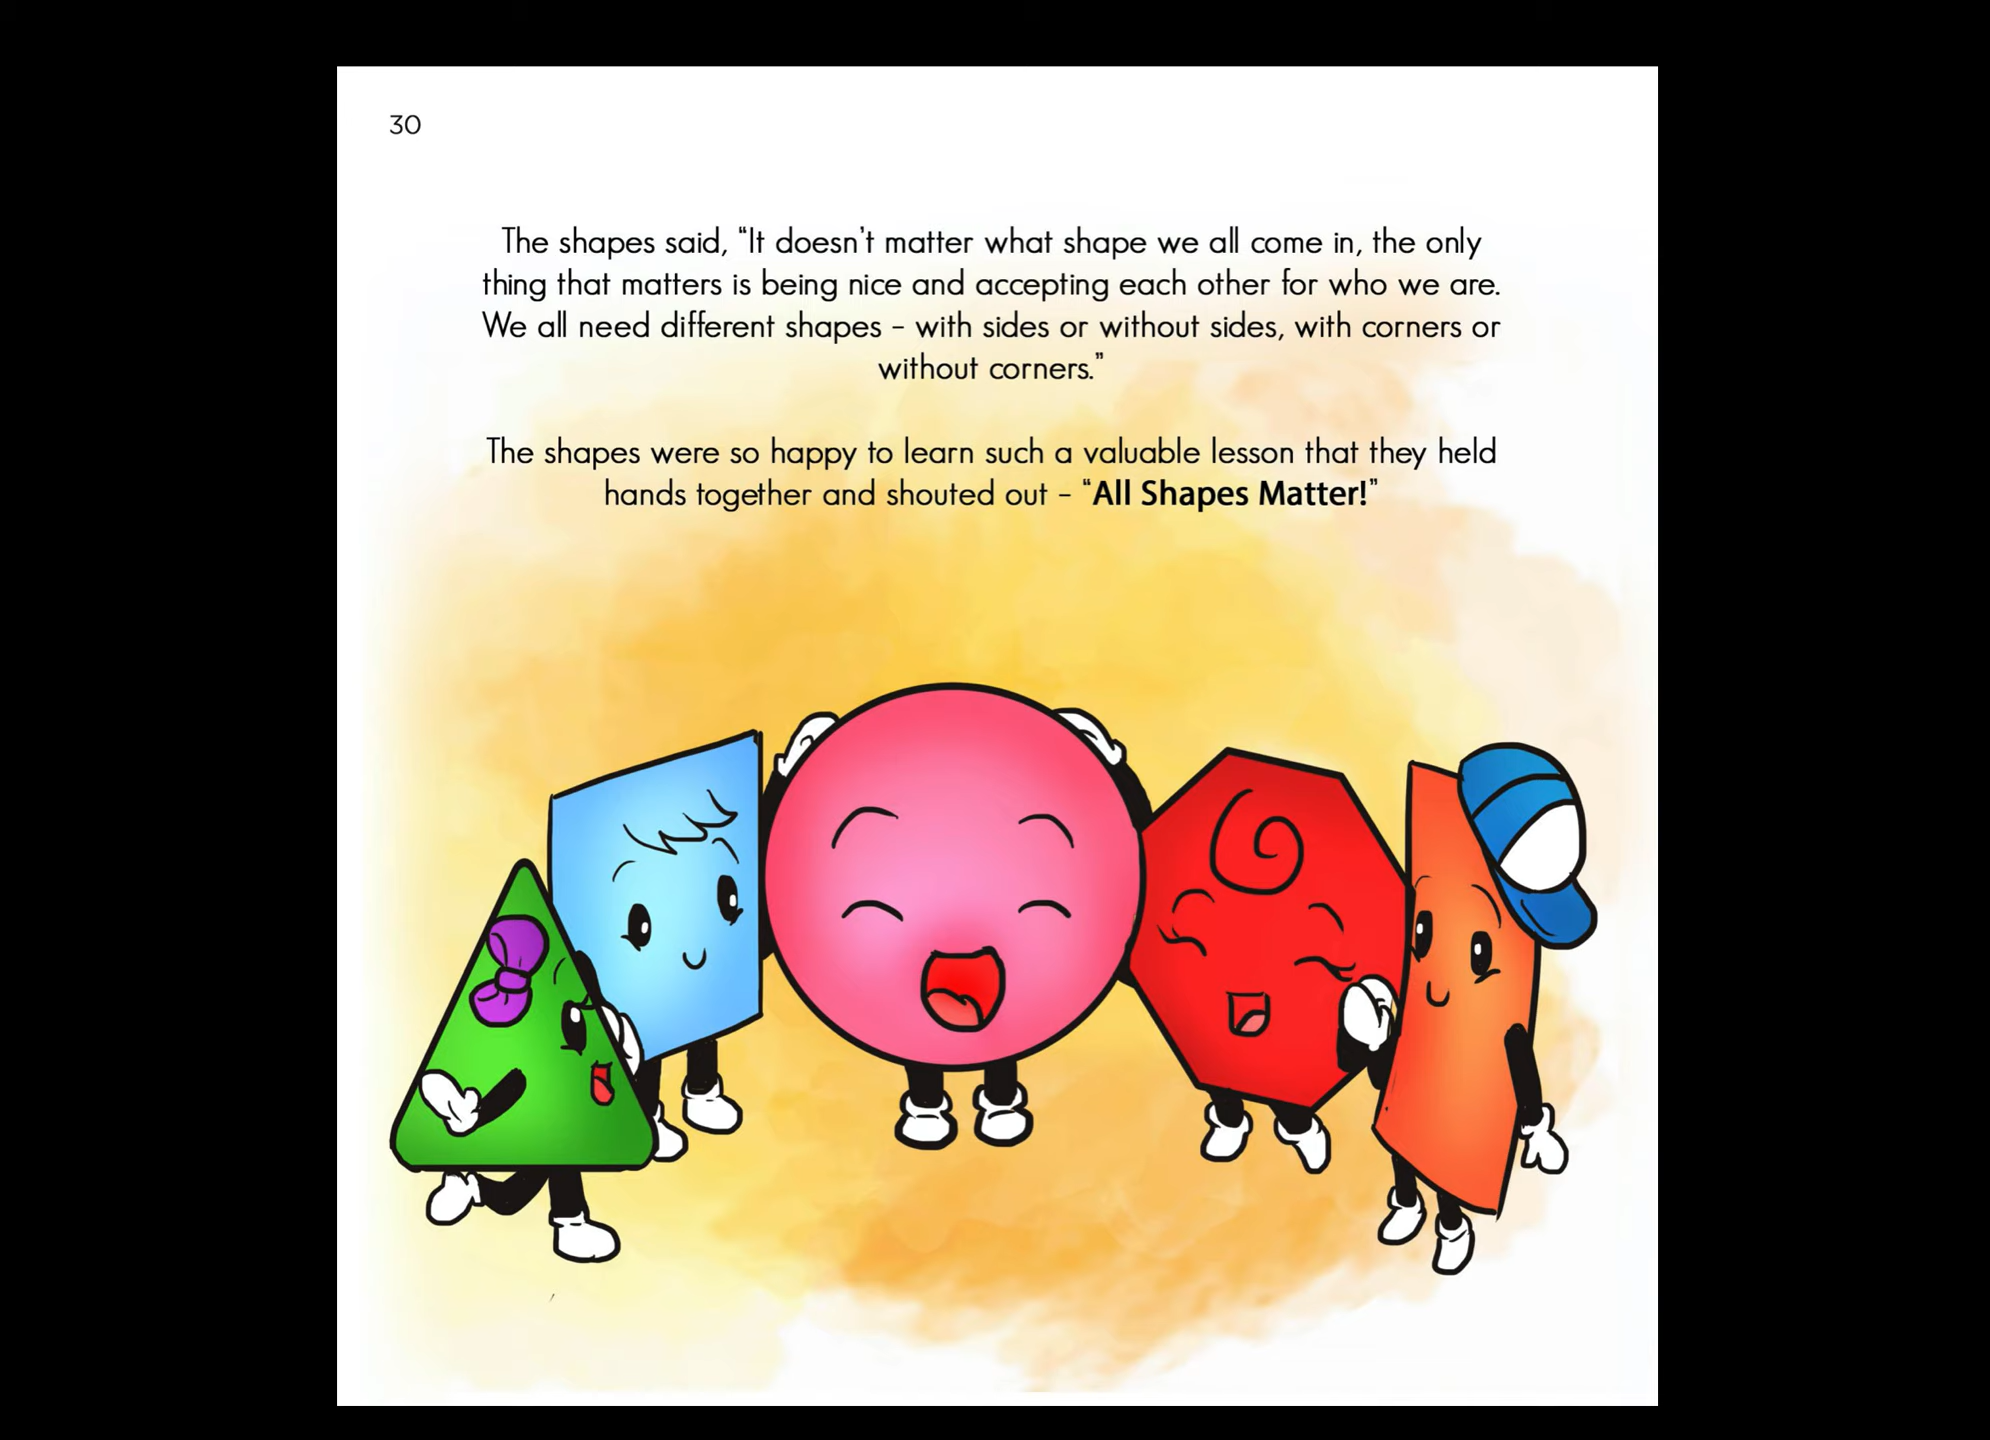 30
The shapes said, “It doesn’t matter what shape we all come in, the only
thing that matters is being nice and accepting each other for who we are.
We all need different shapes – with sides or without sides, with corners or
without corners.”
The shapes were so happy to learn such a valuable lesson that they held
hands together and shouted out – “All Shapes Matter!”